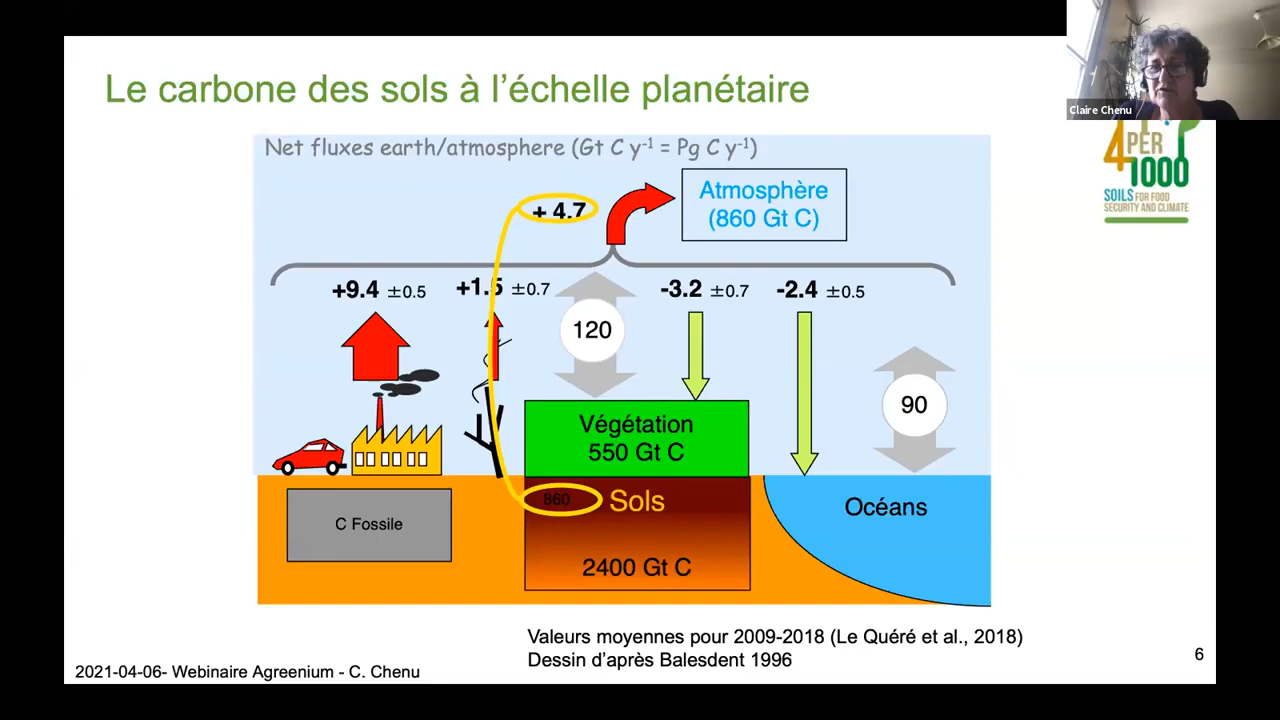 Le carbone des sols à l'échelle planétaire
Claire Chenu
4 PER
1000
SOILS FOR FOOD
SECURITY AND CLIMATE
Net fluxes earth/atmosphere (Gt C y-1 = Pg C y-1)
+ 4.7
Atmosphère
(860 Gt C)
+9.4 ±0.5
+1.5 ±0.7
-3.2 ±0.7
-2.4 ±0.5
120
90
Végétation
550 Gt C
860
Sols
2400 Gt C
C Fossile
Océans
Valeurs moyennes pour 2009-2018 (Le Quéré et al., 2018)
Dessin d'après Balesdent 1996
2021-04-06- Webinaire Agreenium - C. Chenu
6